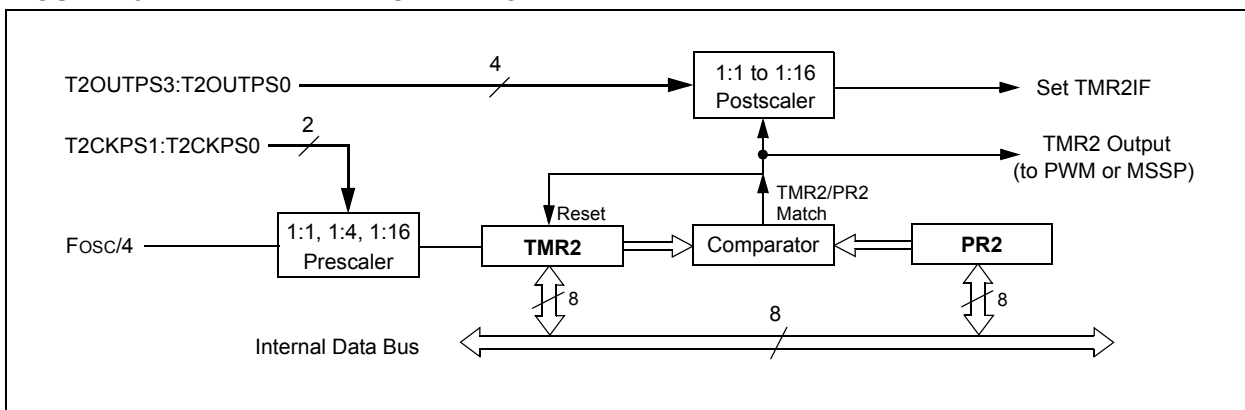 T2OUTPS3:T2OUTPS0
4
1:1 to 1:16
Postscaler
Set TMR2IF
T2CKPS1:T2CKPS0
2
TMR2 Output
(to PWM or MSSP)
TMR2/PR2
Match
Reset
FOSC/4
1:1, 1:4, 1:16
Prescaler
TMR2
Comparator
PR2
8
8
8
Internal Data Bus